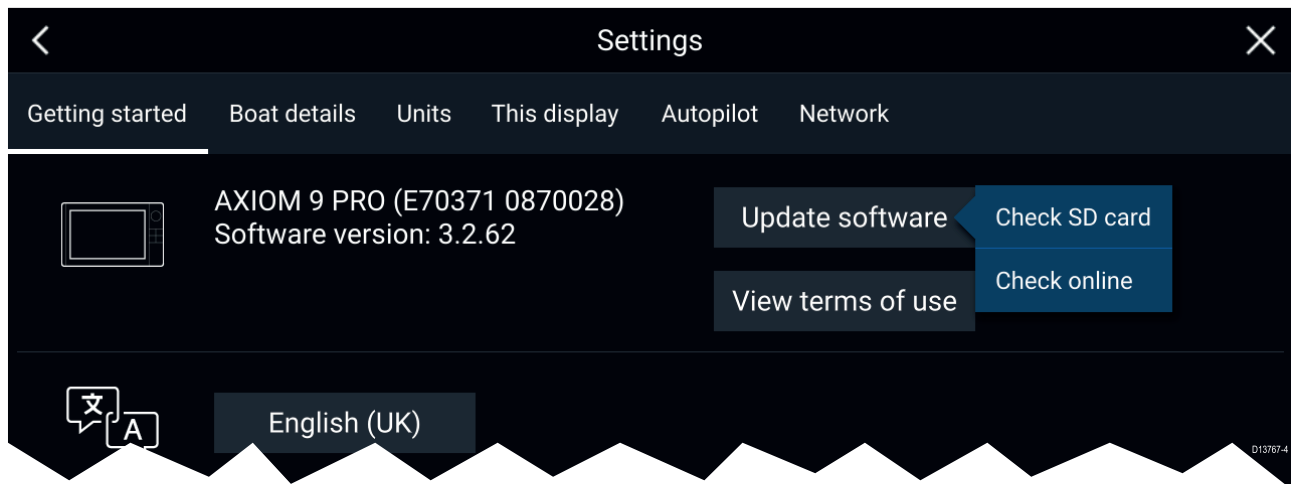 Settings
Getting started Boat details Units This display Autopilot Network
AXIOM 9 PRO (E70371 0870028)
Software version: 3.2.62
Update software
Check SD card
Check online
View terms of use
文
A
English (UK)
D13767-4